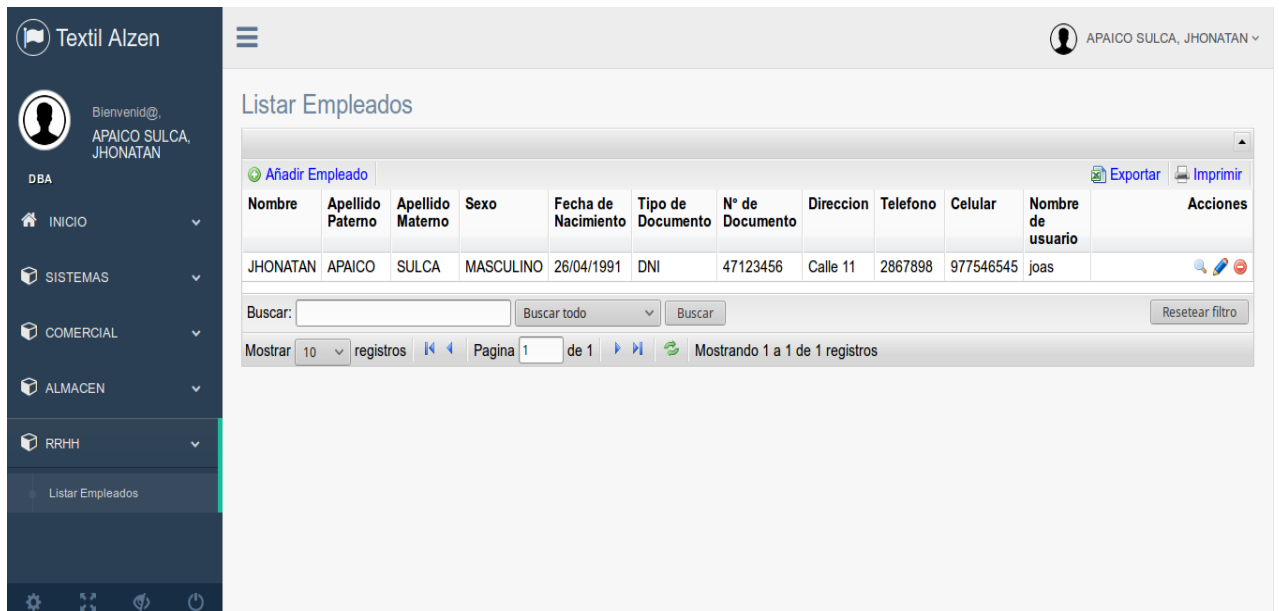 Textil Alzen
APAICO SULCA, JHONATAN
Bienvenid@,
APAICO SULCA,
JHONATAN
DBA
INICIO
SISTEMAS
COMERCIAL
ALMACEN
RRHH
Listar Empleados
Listar Empleados
Añadir Empleado Exportar Imprimir
Nombre Apellido Paterno Apellido Materno Sexo Fecha de Nacimiento Tipo de Documento N° de Documento Direccion Telefono Celular Nombre de usuario Acciones
JHONATAN APAICO SULCA MASCULINO 26/04/1991 DNI 47123456 Calle 11 2867898 977546545 joas
Buscar: Buscar todo Buscar Resetear filtro
Mostrar 10 registros Pagina 1 de 1 Mostrando 1 a 1 de 1 registros